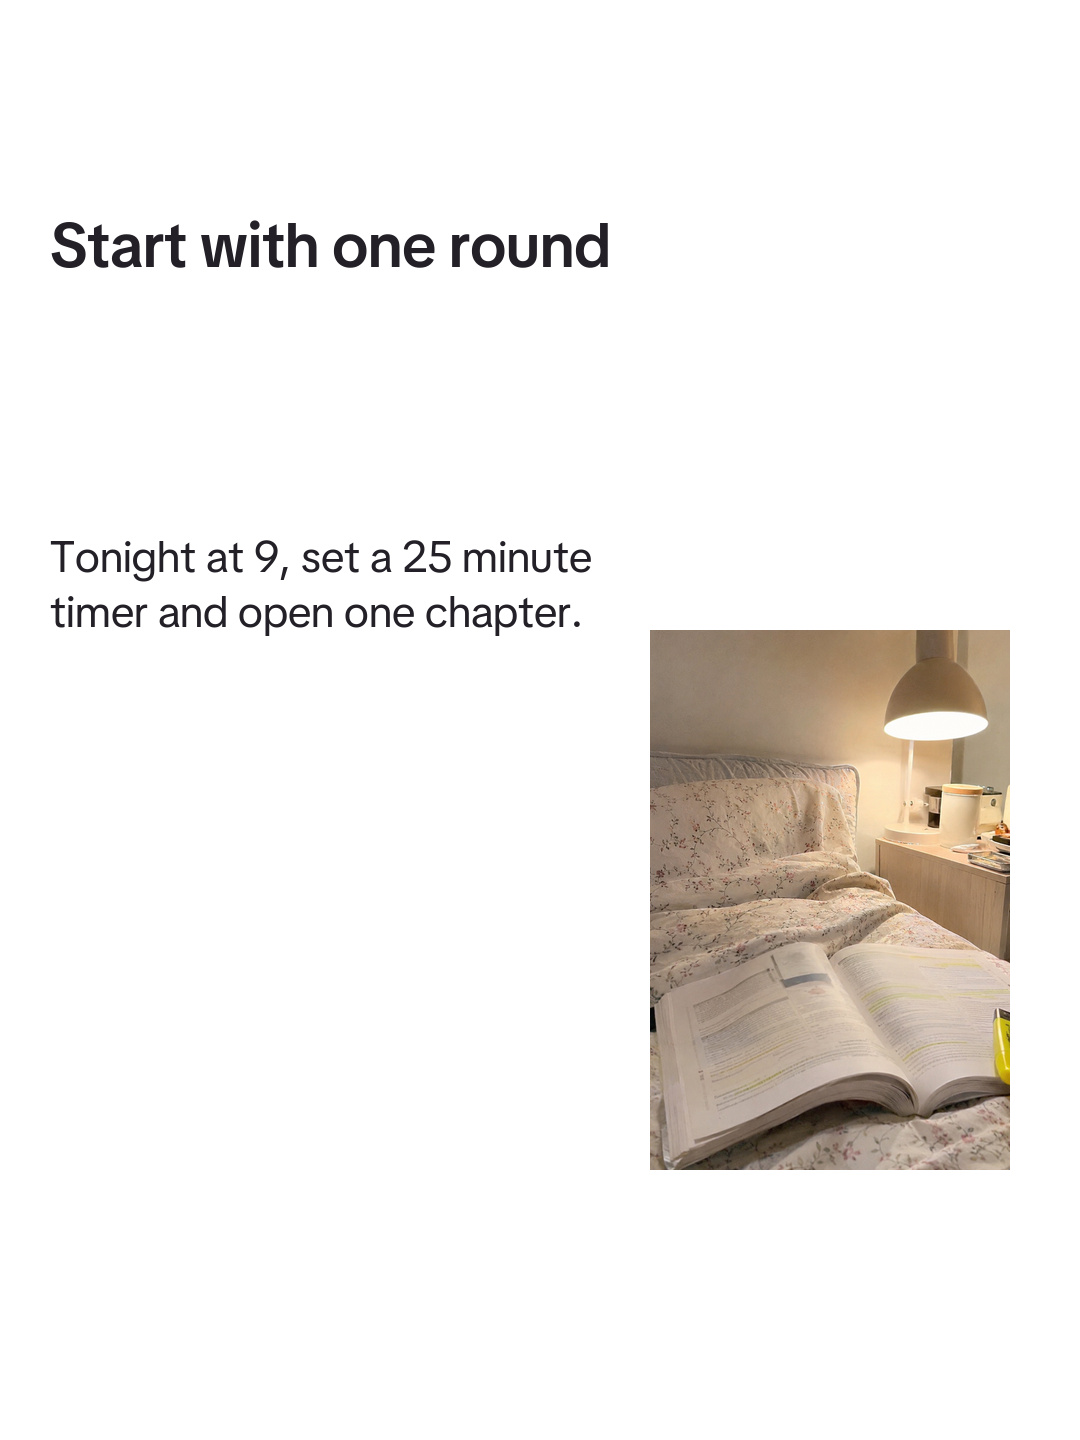 Start with one round
Tonight at 9, set a 25 minute
timer and open one chapter.